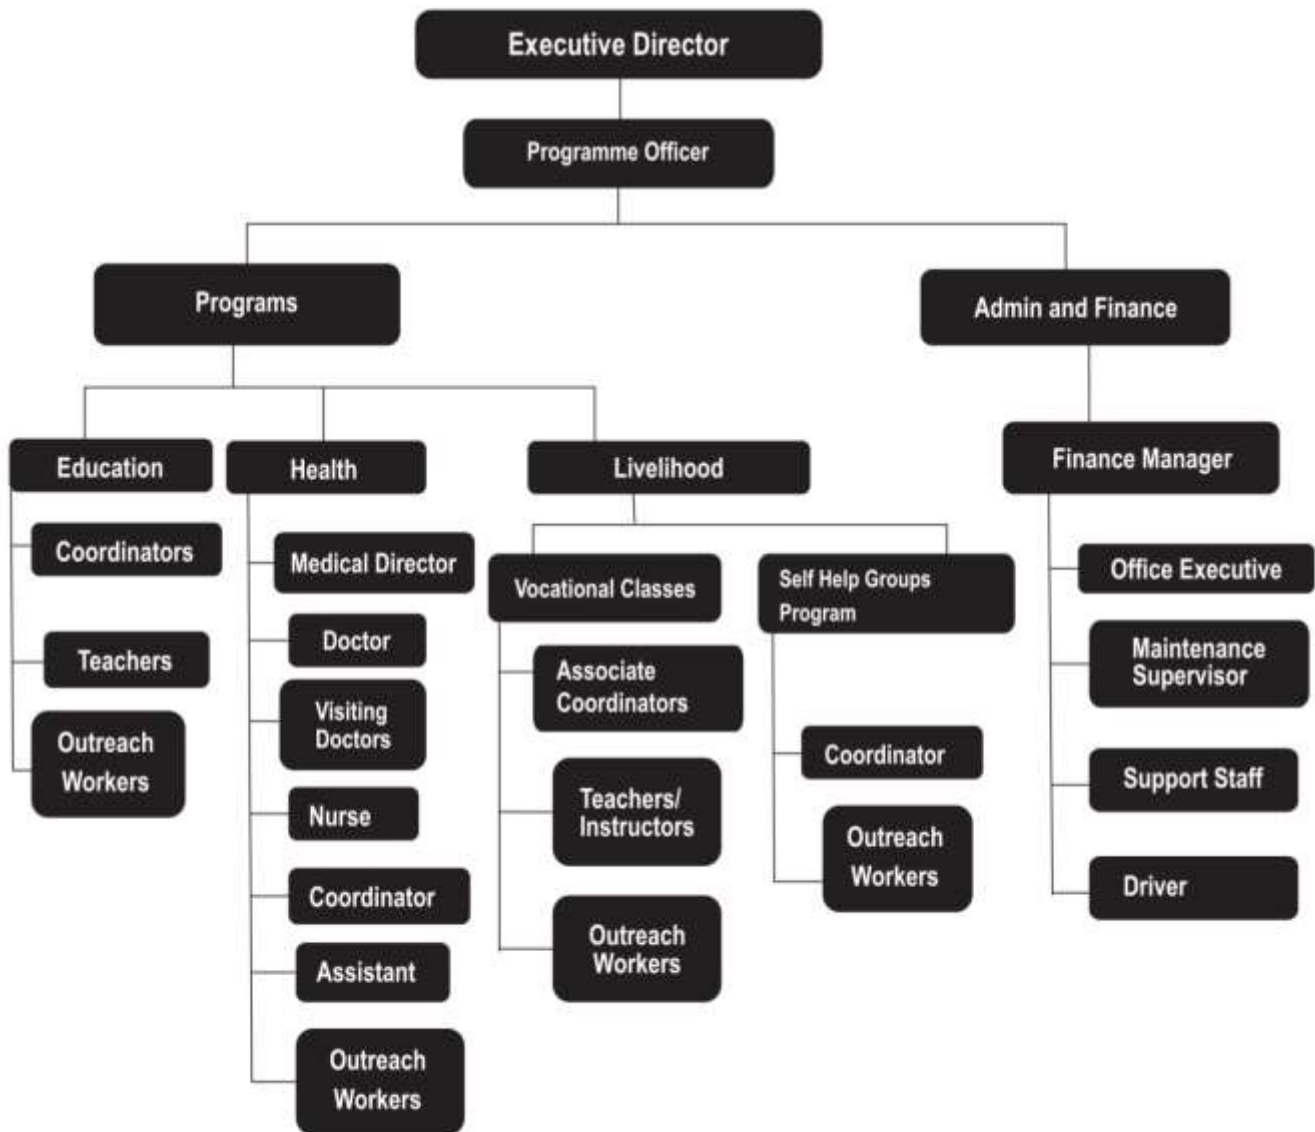 Executive Director
Programme Officer
Programs
Admin and Finance
Education
Health
Livelihood
Finance Manager
Coordinators
Teachers
Outreach
Workers
Medical Director
Doctor
Visiting
Doctors
Nurse
Coordinator
Assistant
Outreach
Workers
Vocational Classes
Associate
Coordinators
Teachers/
Instructors
Outreach
Workers
Self Help Groups
Program
Coordinator
Outreach
Workers
Office Executive
Maintenance
Supervisor
Support Staff
Driver